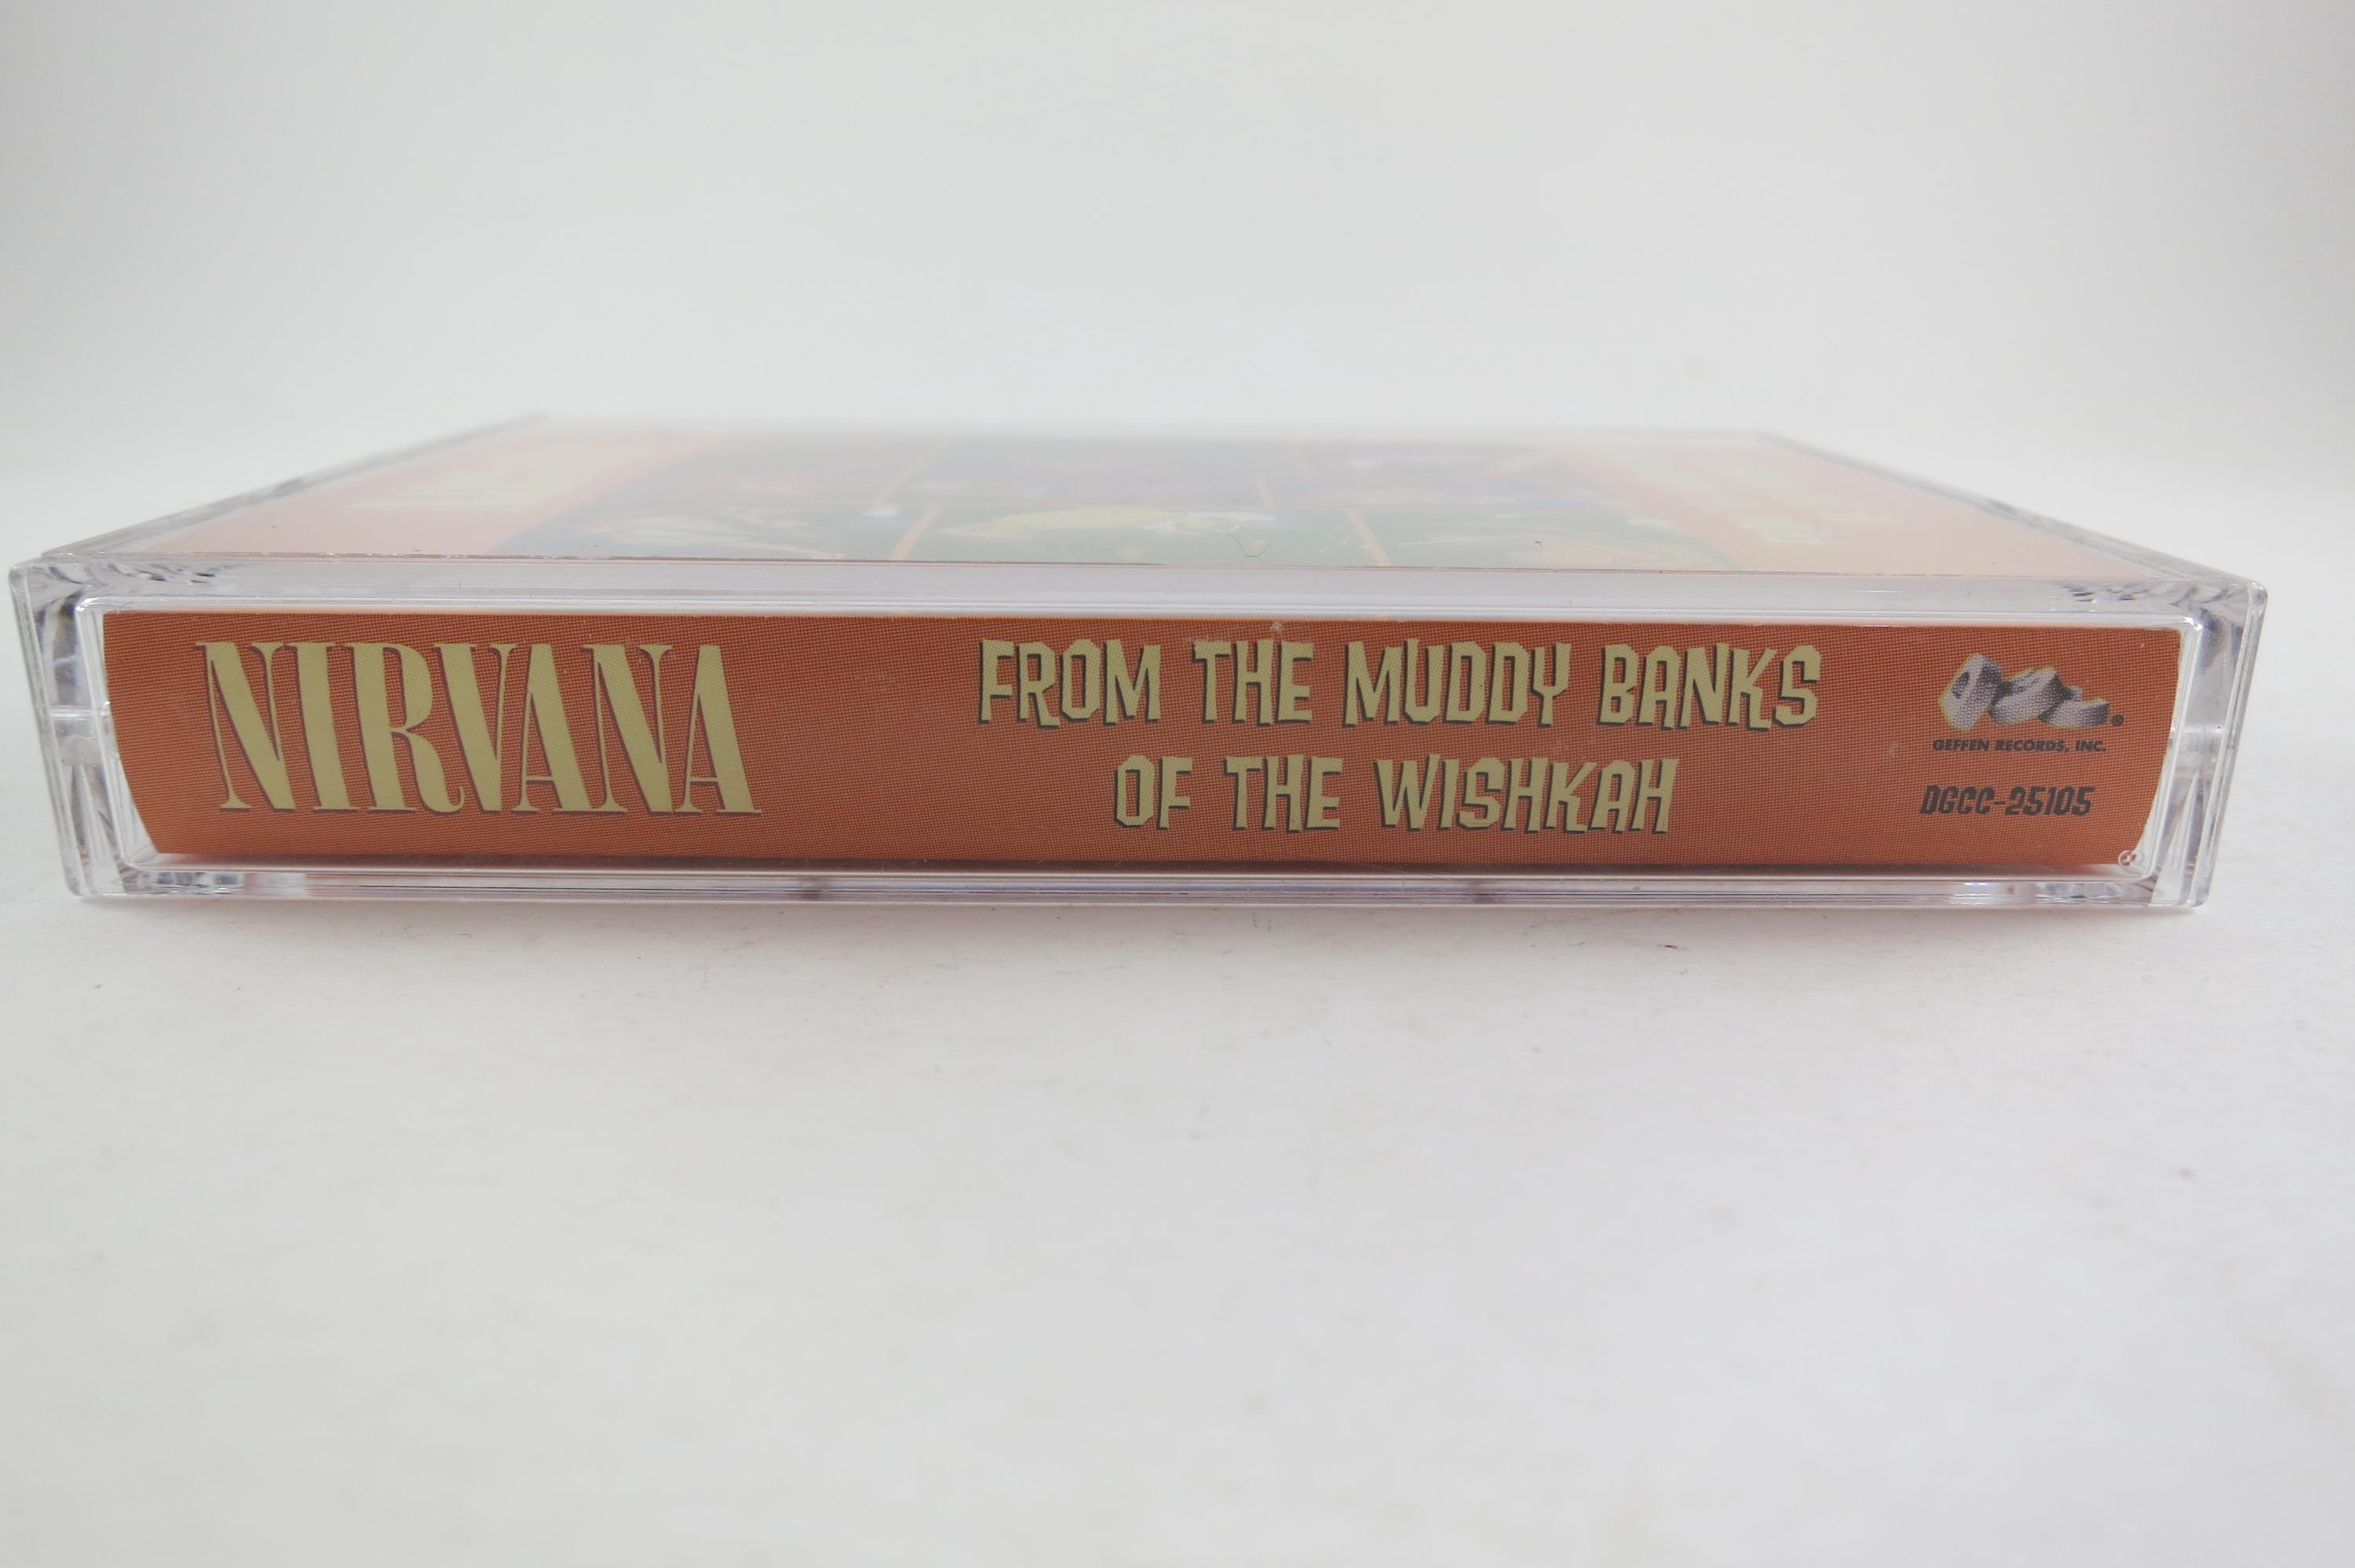 NIRVANA
FROM THE MUDDY BANKS
OF THE WISHKAH
GEFFEN RECORDS, INC.
DGCC-25105